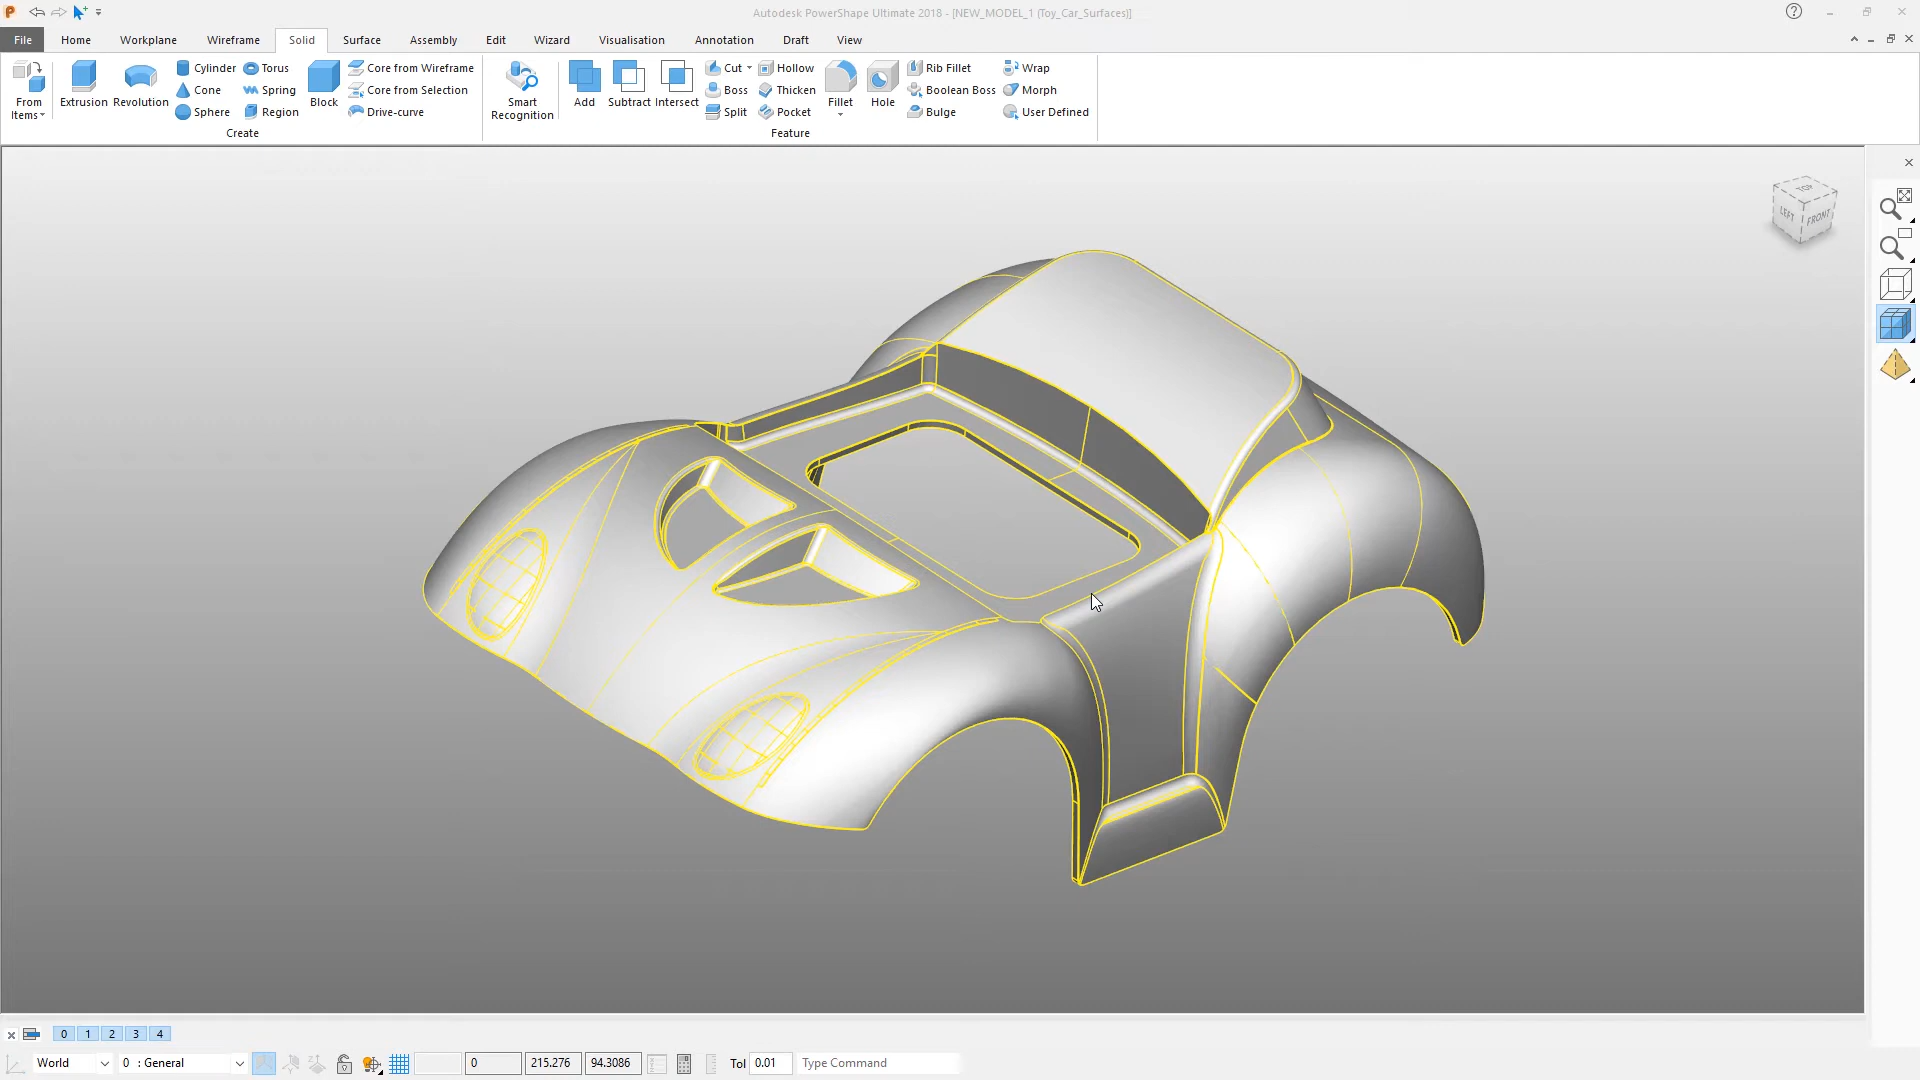 Autodesk PowerShape Ultimate 2018 - [NEW_MODEL_1 (Toy_Car_Surfaces)]
File Home Workplane Wireframe Solid Surface Assembly Edit Wizard Visualisation Annotation Draft View
From Items
Extrusion
Revolution
Cylinder
Cone
Sphere
Torus
Spring
Region
Block
Core from Wireframe
Core from Selection
Drive-curve
Create
Smart Recognition
Add
Subtract
Intersect
Cut
Boss
Split
Hollow
Thicken
Pocket
Fillet
Hole
Rib Fillet
Boolean Boss
Bulge
Wrap
Morph
User Defined
Feature
TOP
LEFT
FRONT
0 1 2 3 4
World 0 : General 0 215.276 94.3086 Tol 0.01 Type Command